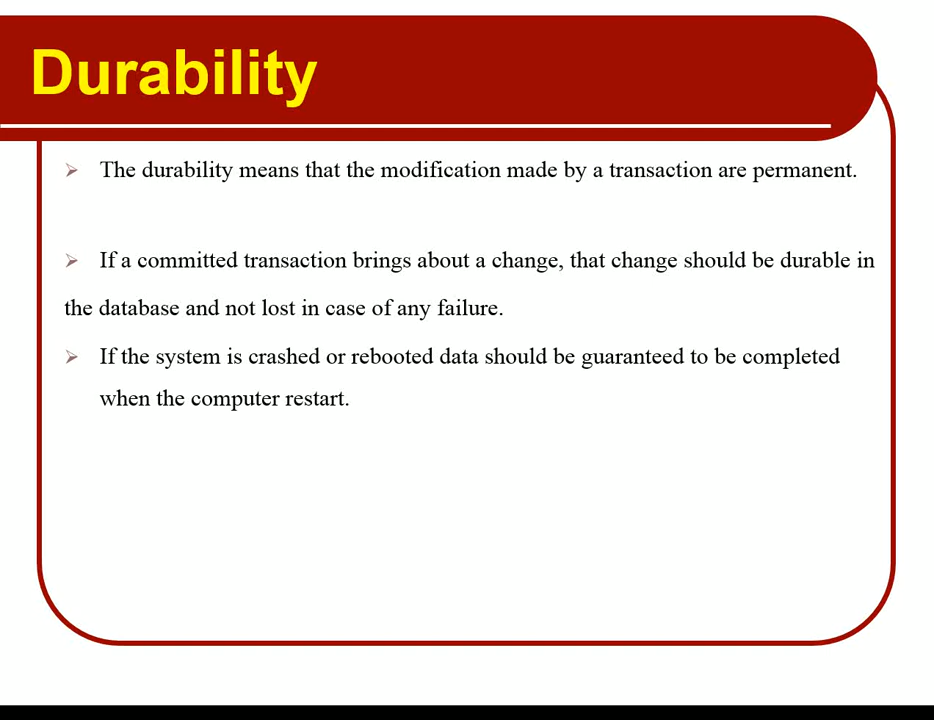 Durability
The durability means that the modification made by a transaction are permanent.
If a committed transaction brings about a change, that change should be durable in
the database and not lost in case of any failure.
If the system is crashed or rebooted data should be guaranteed to be completed
when the computer restart.